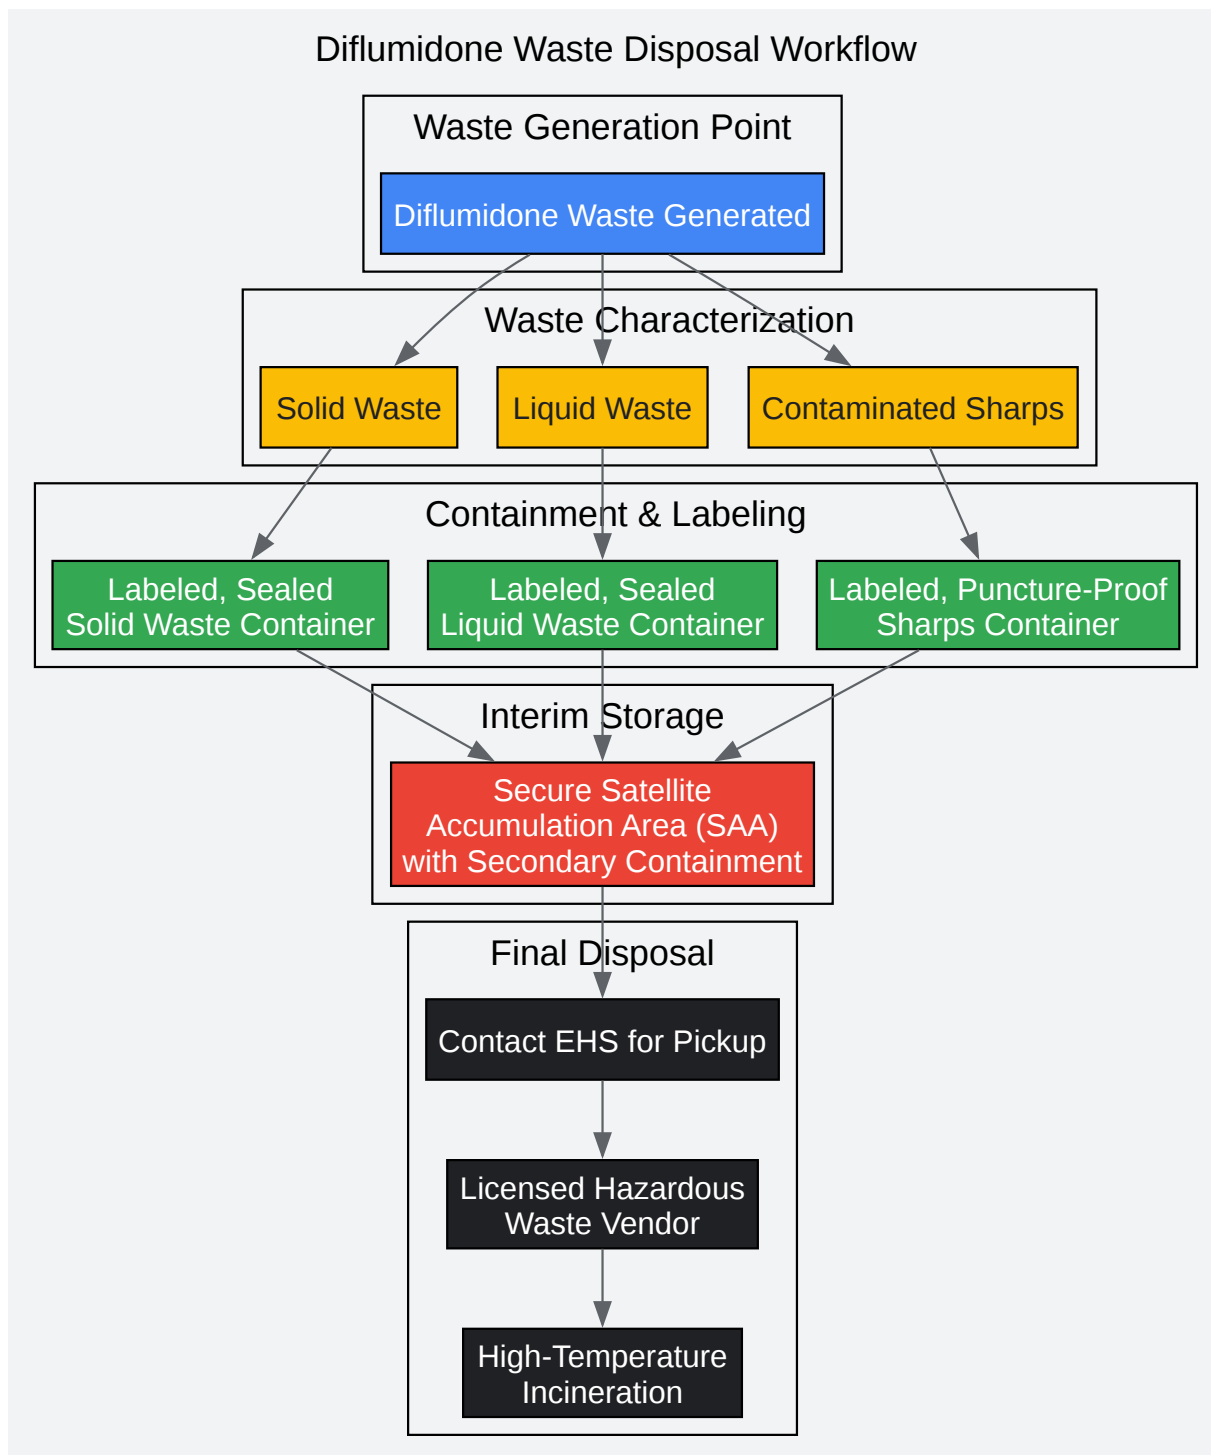 Diflumidone Waste Disposal Workflow
Waste Generation Point
Diflumidone Waste Generated
Waste Characterization
Solid Waste
Liquid Waste
Contaminated Sharps
Containment & Labeling
Labeled, Sealed
Solid Waste Container
Labeled, Sealed
Liquid Waste Container
Labeled, Puncture-Proof
Sharps Container
Interim Storage
Secure Satellite
Accumulation Area (SAA)
with Secondary Containment
Final Disposal
Contact EHS for Pickup
Licensed Hazardous
Waste Vendor
High-Temperature
Incineration